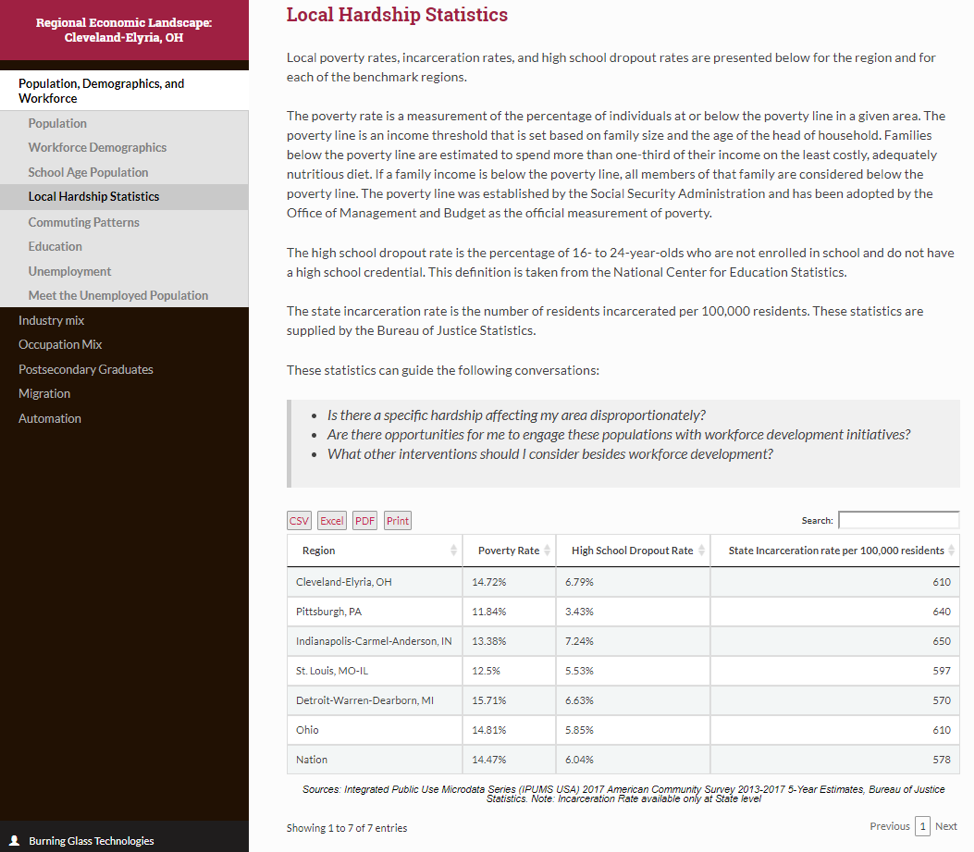 Regional Economic Landscape:
Cleveland-Elyria, OH
Population, Demographics, and
Workforce
Population
Workforce Demographics
School Age Population
Local Hardship Statistics
Commuting Patterns
Education
Unemployment
Meet the Unemployed Population
Industry mix
Occupation Mix
Postsecondary Graduates
Migration
Automation
Burning Glass Technologies
Local Hardship Statistics
Local poverty rates, incarceration rates, and high school dropout rates are presented below for the region and for
each of the benchmark regions.
The poverty rate is a measurement of the percentage of individuals at or below the poverty line in a given area. The
poverty line is an income threshold that is set based on family size and the age of the head of household. Families
below the poverty line are estimated to spend more than one-third of their income on the least costly, adequately
nutritious diet. If a family income is below the poverty line, all members of that family are considered below the
poverty line. The poverty line was established by the Social Security Administration and has been adopted by the
Office of Management and Budget as the official measurement of poverty.
The high school dropout rate is the percentage of 16- to 24-year-olds who are not enrolled in school and do not have
a high school credential. This definition is taken from the National Center for Education Statistics.
The state incarceration rate is the number of residents incarcerated per 100,000 residents. These statistics are
supplied by the Bureau of Justice Statistics.
These statistics can guide the following conversations:
• Is there a specific hardship affecting my area disproportionately?
• Are there opportunities for me to engage these populations with workforce development initiatives?
• What other interventions should I consider besides workforce development?
CSV Excel PDF Print Search:
Region Poverty Rate High School Dropout Rate State Incarceration rate per 100,000 residents
Cleveland-Elyria, OH 14.72% 6.79% 610
Pittsburgh, PA 11.84% 3.43% 640
Indianapolis-Carmel-Anderson, IN 13.38% 7.24% 650
St. Louis, MO-IL 12.5% 5.53% 597
Detroit-Warren-Dearborn, MI 15.71% 6.63% 570
Ohio 14.81% 5.85% 610
Nation 14.47% 6.04% 578
Sources: Integrated Public Use Microdata Series (IPUMS USA) 2017 American Community Survey 2013-2017 5-Year Estimates, Bureau of Justice
Statistics. Note: Incarceration Rate available only at State level
Showing 1 to 7 of 7 entries Previous 1 Next